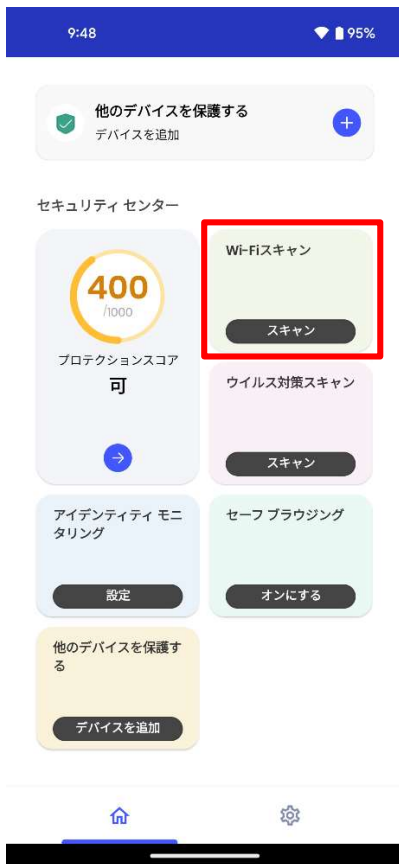 9:48
95%
他のデバイスを保護する
デバイスを追加
セキュリティ センター
400
/1000
プロテクションスコア
可
Wi-Fiスキャン
スキャン
ウイルス対策スキャン
スキャン
アイデンティティ モニ
タリング
設定
セーフ ブラウジング
オンにする
他のデバイスを保護す
る
デバイスを追加